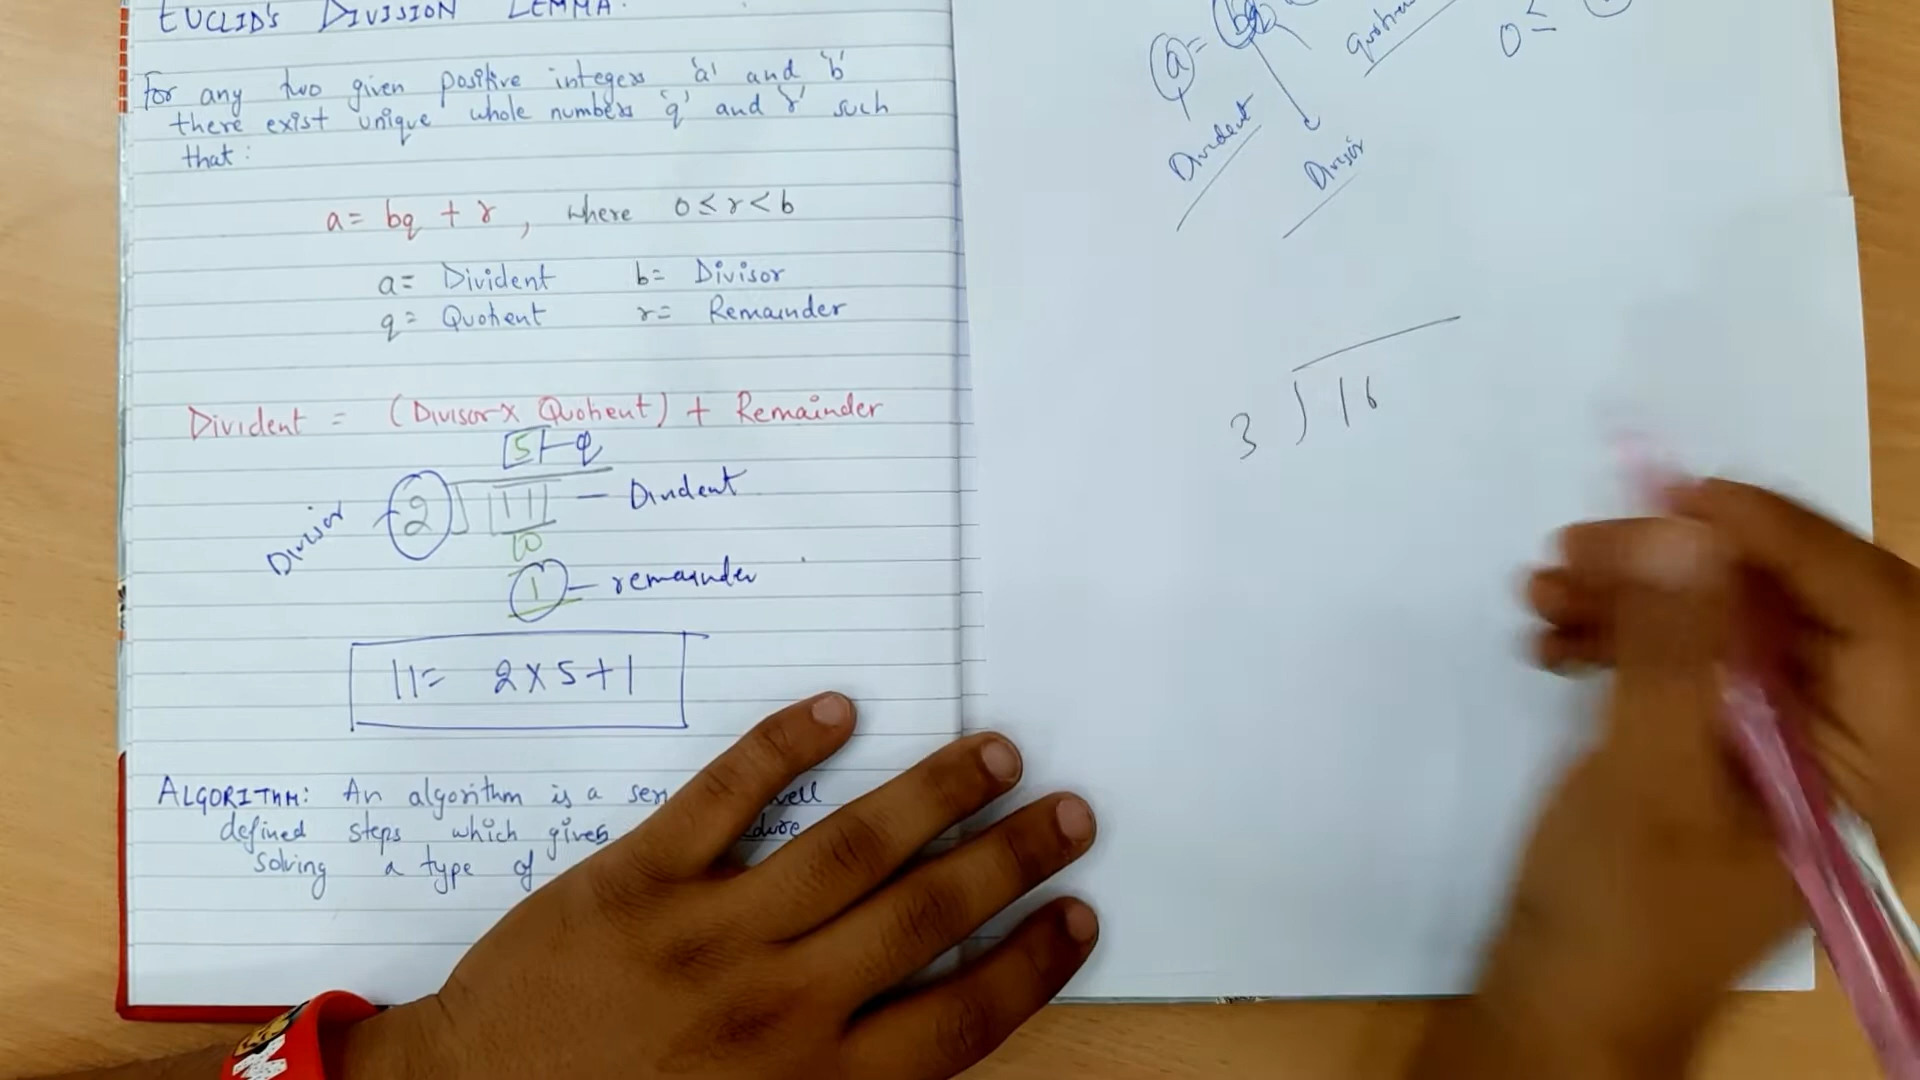 EUCLID'S DIVISION LEMMA.
For any two given positive integers 'a' and 'b'
there exist unique whole numbers 'q' and 'r' such
that:
a= bq + r , where 0≤r<b
a= Divident b= Divisor
q= Quotient r= Remainder
Divident = (Divisor× Quotient) + Remainder
5 - q
Divisor 2 11 - Divident
10
1 - remainder
11= 2×5+1
ALGORITHM: An algorithm is a well
defined steps which gives
solving a type of
a= bq
0≤
Divident
Divisor
3 ) 16
M